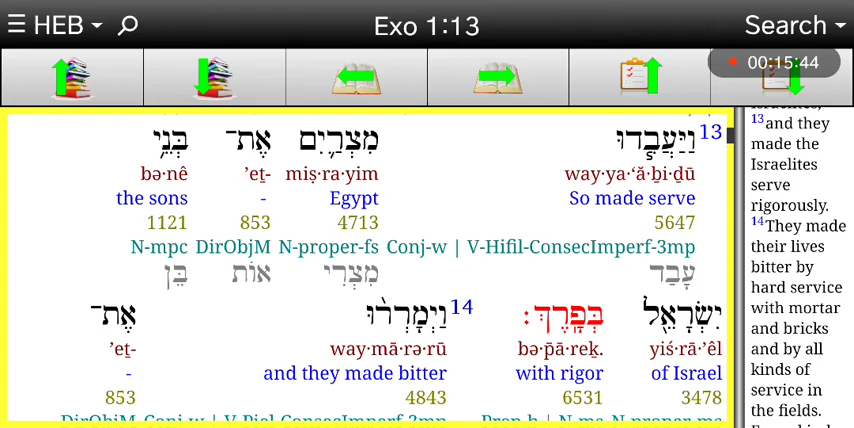 HEB Exo 1:13 Search
00:15:44
13 וַיַּעֲבִ֧דוּ מִצְרַ֛יִם אֶת־ בְּנֵ֥י
way·ya·‘ă·ḇi·ḏū miṣ·ra·yim ’eṯ- bə·nê
So made serve Egypt - the sons
5647 4713 853 1121
Conj-w | V-Hifil-ConsecImperf-3mp N-proper-fs DirObjM N-mpc
עָבַד מִצְרִי אוֹת בֵּן
יִשְׂרָאֵ֖ל בְּפָֽרֶךְ׃ 14 וַיְמָרְר֨וּ אֶת־
yiś·rā·’êl bə·p̄ā·reḵ. way·mā·rə·rū ’eṯ-
of Israel with rigor and they made bitter -
3478 6531 4843 853
13 and they
made the
Israelites
serve
rigorously.
14 They made
their lives
bitter by
hard service
with mortar
and bricks
and by all
kinds of
service in
the fields.